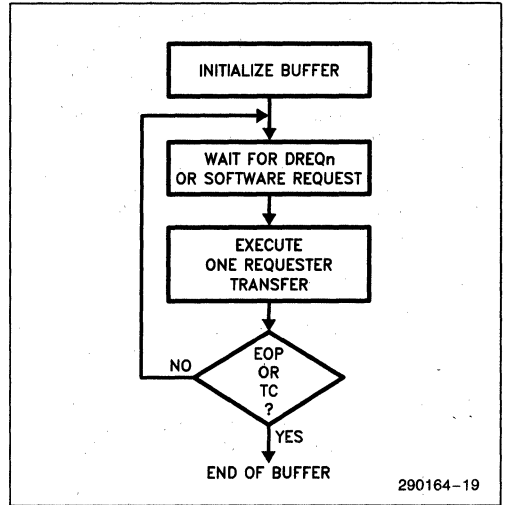 INITIALIZE BUFFER
WAIT FOR DREQn
OR SOFTWARE REQUEST
EXECUTE
ONE REQUESTER
TRANSFER
EOP
OR
TC
?
NO
YES
END OF BUFFER
290164-19